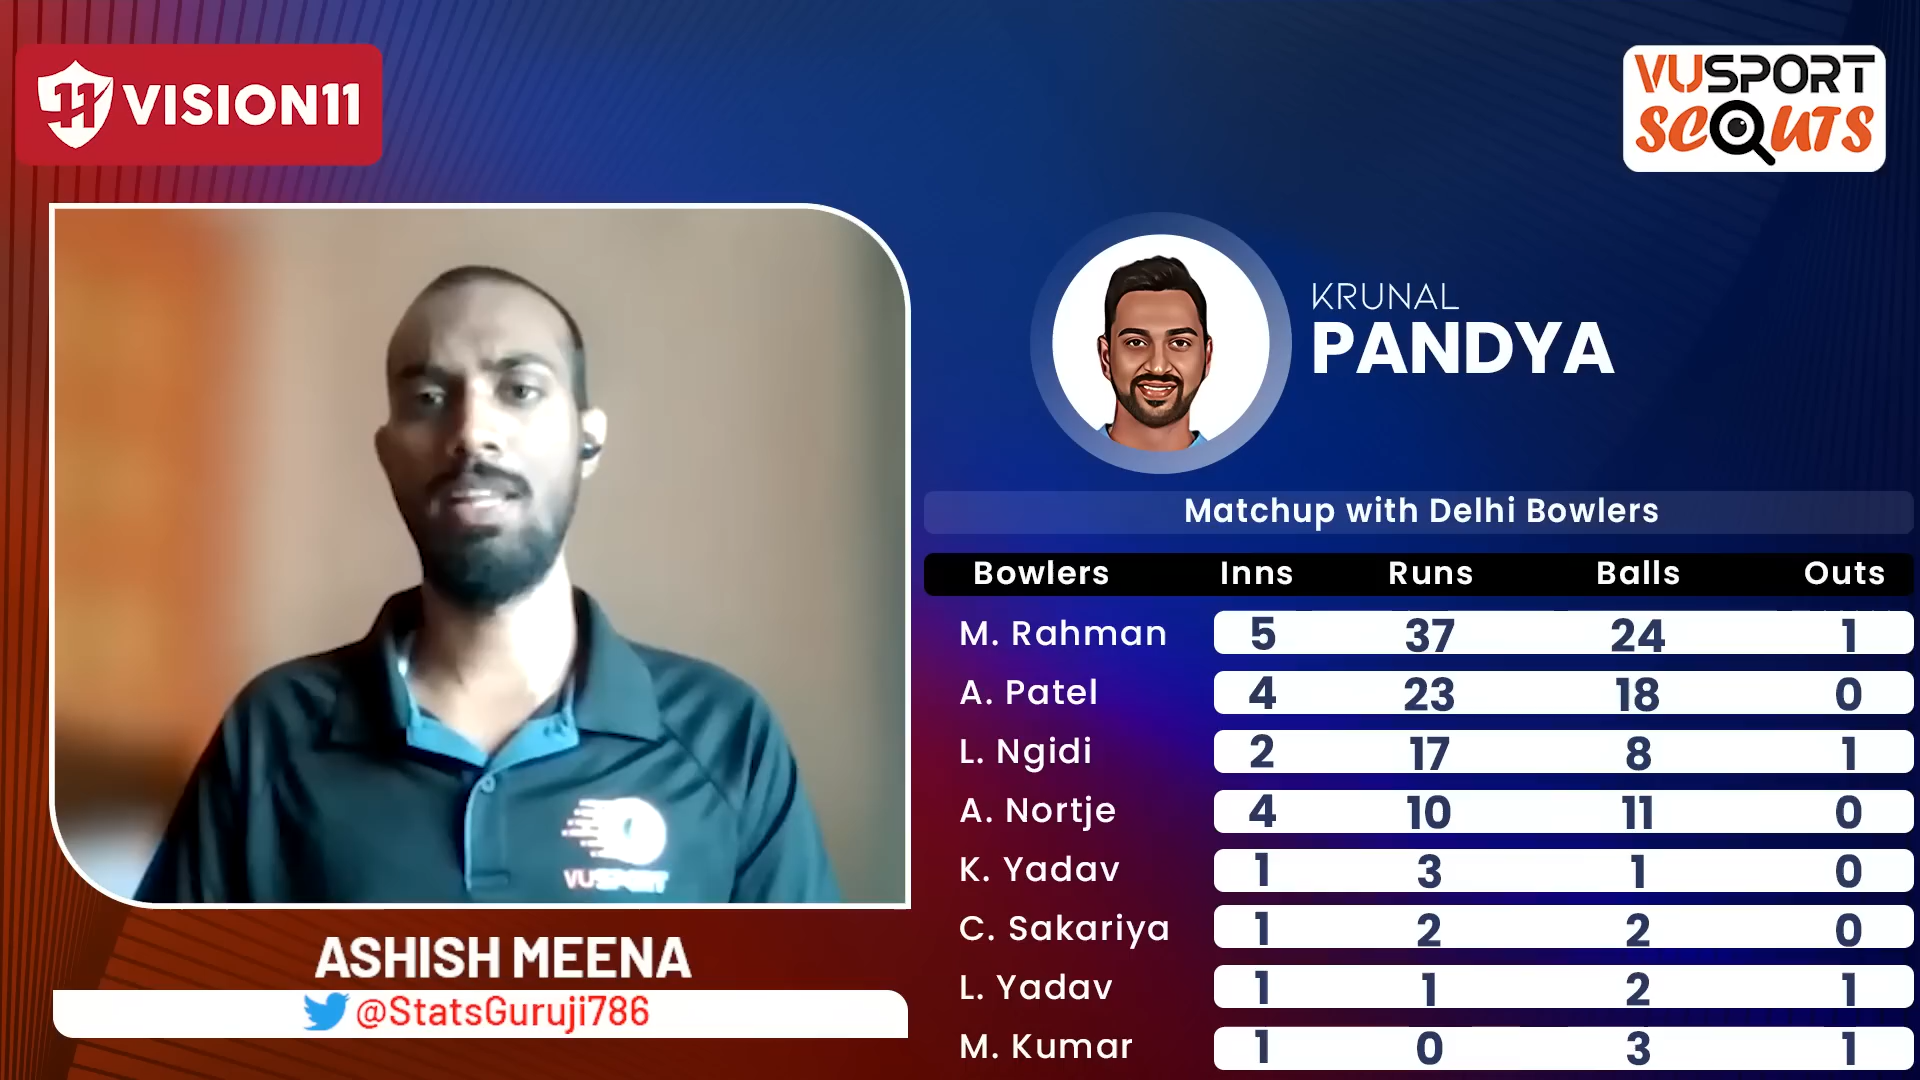 11 VISION11
VUSPORT
SCOUTS
KRUNAL
PANDYA
Matchup with Delhi Bowlers
Bowlers Inns Runs Balls Outs
M. Rahman 5 37 24 1
A. Patel 4 23 18 0
L. Ngidi 2 17 8 1
A. Nortje 4 10 11 0
K. Yadav 1 3 1 0
C. Sakariya 1 2 2 0
L. Yadav 1 1 2 1
M. Kumar 1 0 3 1
VUSPORT
ASHISH MEENA
@StatsGuruji786